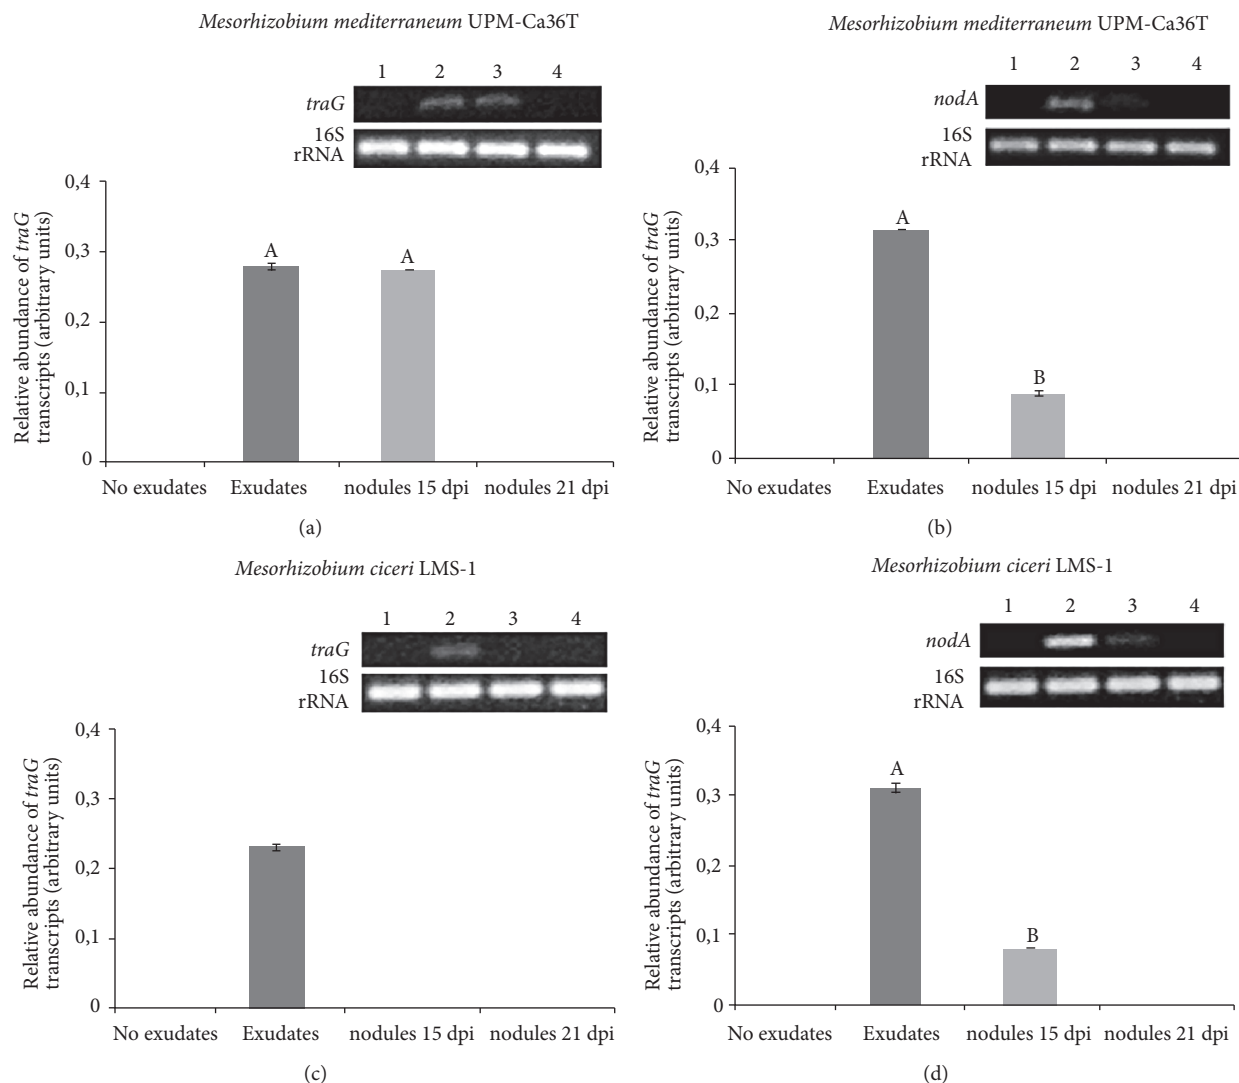 Mesorhizobium mediterraneum UPM-Ca36T
1 2 3 4
traG
16S
rRNA
0,4
0,3
0,2
0,1
0
Relative abundance of traG
transcripts (arbitrary units)
A
A
No exudates Exudates nodules 15 dpi nodules 21 dpi
(a)
Mesorhizobium mediterraneum UPM-Ca36T
1 2 3 4
nodA
16S
rRNA
0,4
0,3
0,2
0,1
0
Relative abundance of traG
transcripts (arbitrary units)
A
B
No exudates Exudates nodules 15 dpi nodules 21 dpi
(b)
Mesorhizobium ciceri LMS-1
1 2 3 4
traG
16S
rRNA
0,4
0,3
0,2
0,1
0
Relative abundance of traG
transcripts (arbitrary units)
No exudates Exudates nodules 15 dpi nodules 21 dpi
(c)
Mesorhizobium ciceri LMS-1
1 2 3 4
nodA
16S
rRNA
0,4
0,3
0,2
0,1
0
Relative abundance of traG
transcripts (arbitrary units)
A
B
No exudates Exudates nodules 15 dpi nodules 21 dpi
(d)